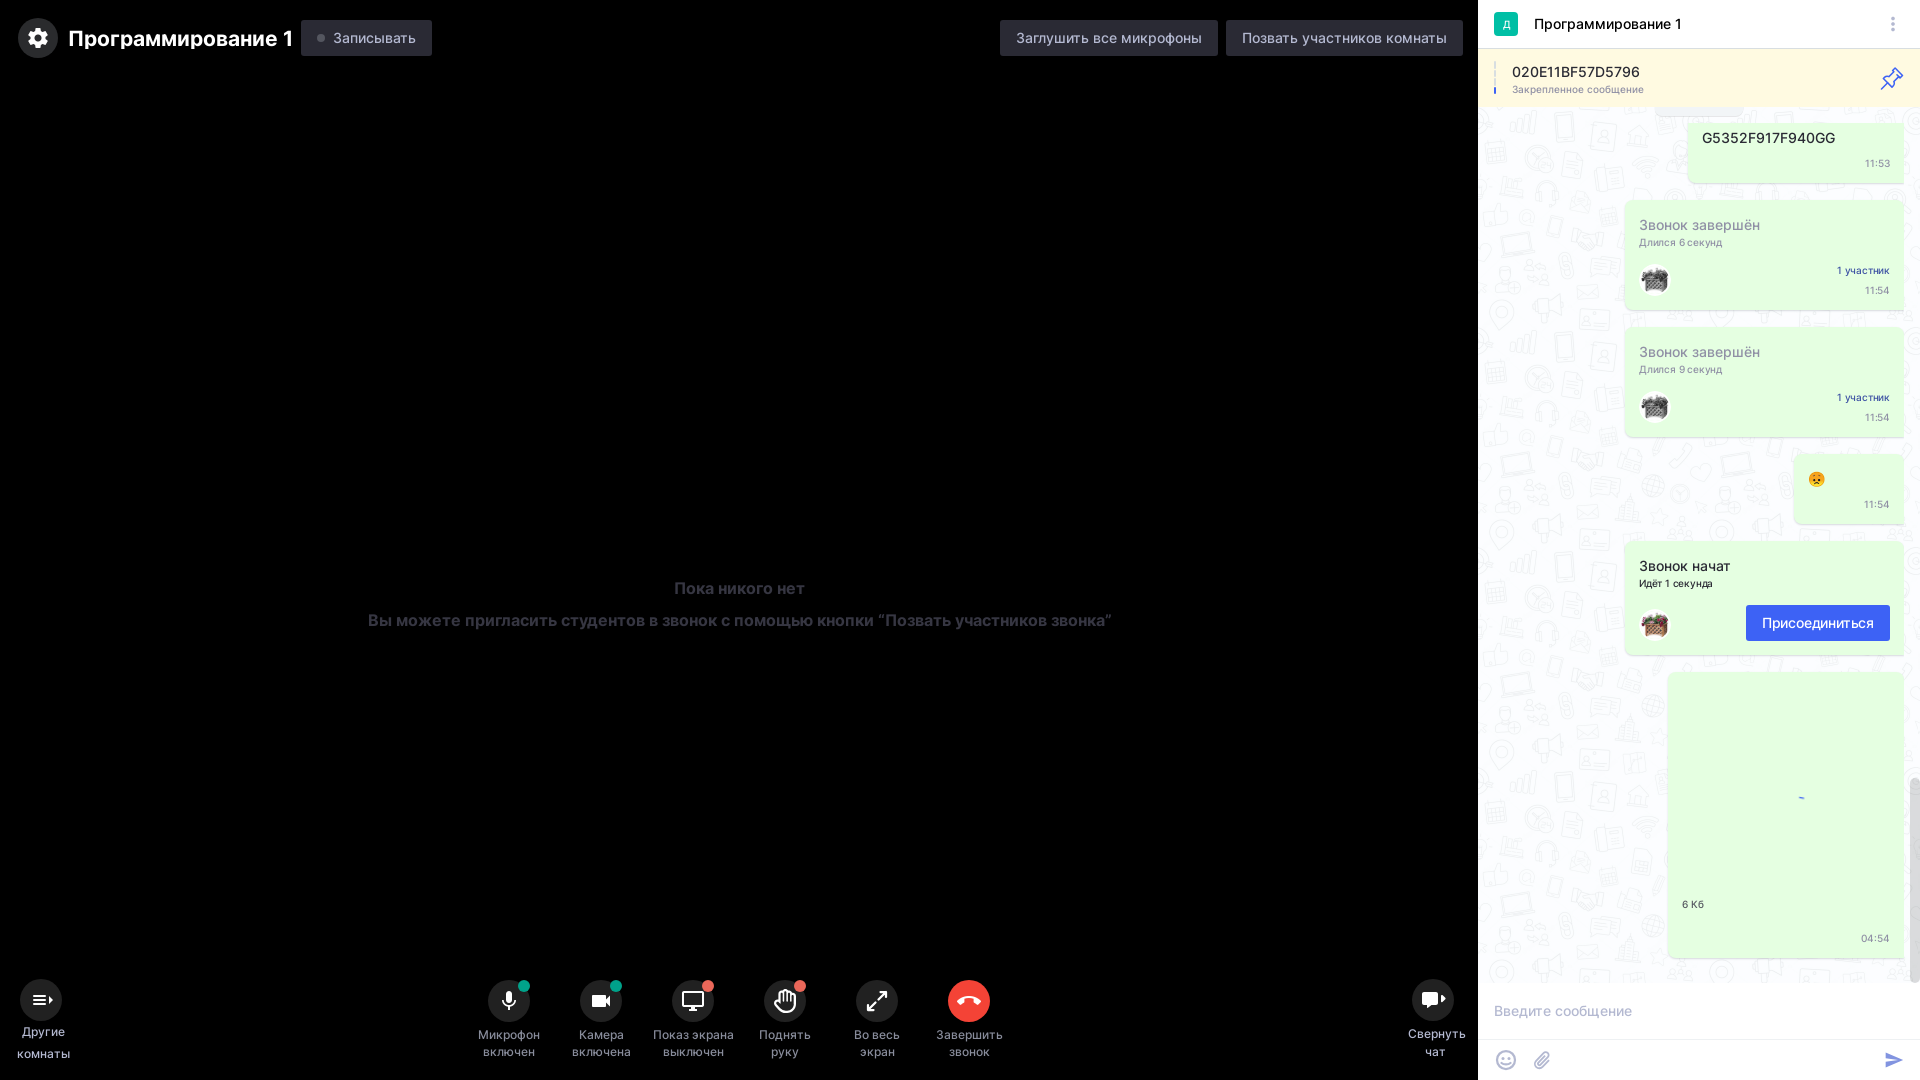 Программирование 1
Записывать
Заглушить все микрофоны
Позвать участников комнаты
Пока никого нет
Вы можете пригласить студентов в звонок с помощью кнопки “Позвать участников звонка”
Другие
комнаты
Микрофон
включен
Камера
включена
Показ экрана
выключен
Поднять
руку
Во весь
экран
Завершить
звонок
Свернуть
чат
Д
Программирование 1
020E11BF57D5796
Закрепленное сообщение
G5352F917F940GG
11:53
Звонок завершён
Длился 6 секунд
1 участник
11:54
Звонок завершён
Длился 9 секунд
1 участник
11:54
11:54
Звонок начат
Идёт 1 секунда
Присоединиться
6 Кб
04:54
Введите сообщение